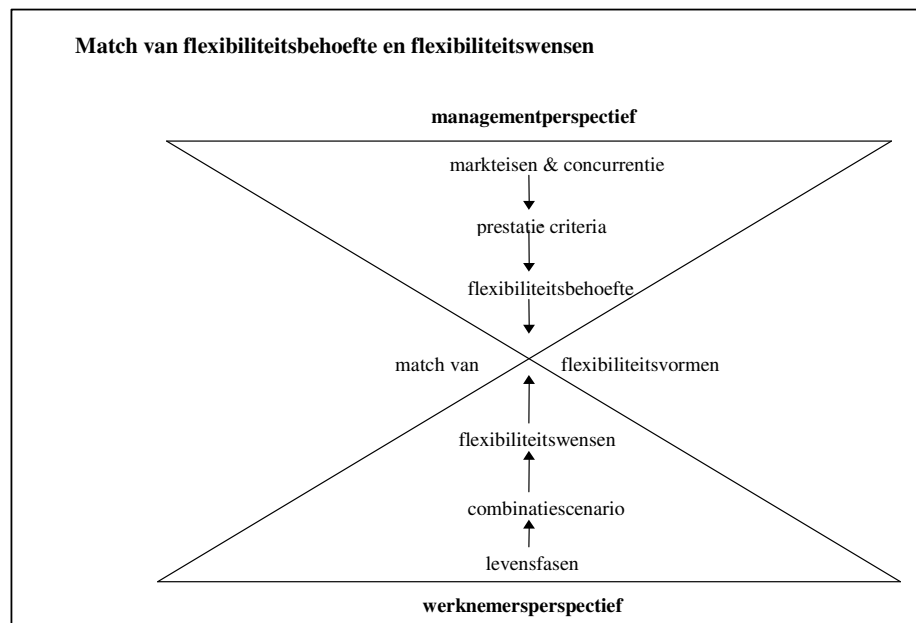 Match van flexibiliteitsbehoefte en flexibiliteitswensen
managementperspectief
markteisen & concurrentie
prestatie criteria
flexibiliteitsbehoefte
match van flexibiliteitsvormen
flexibiliteitswensen
combinatiescenario
levensfasen
werknemersperspectief